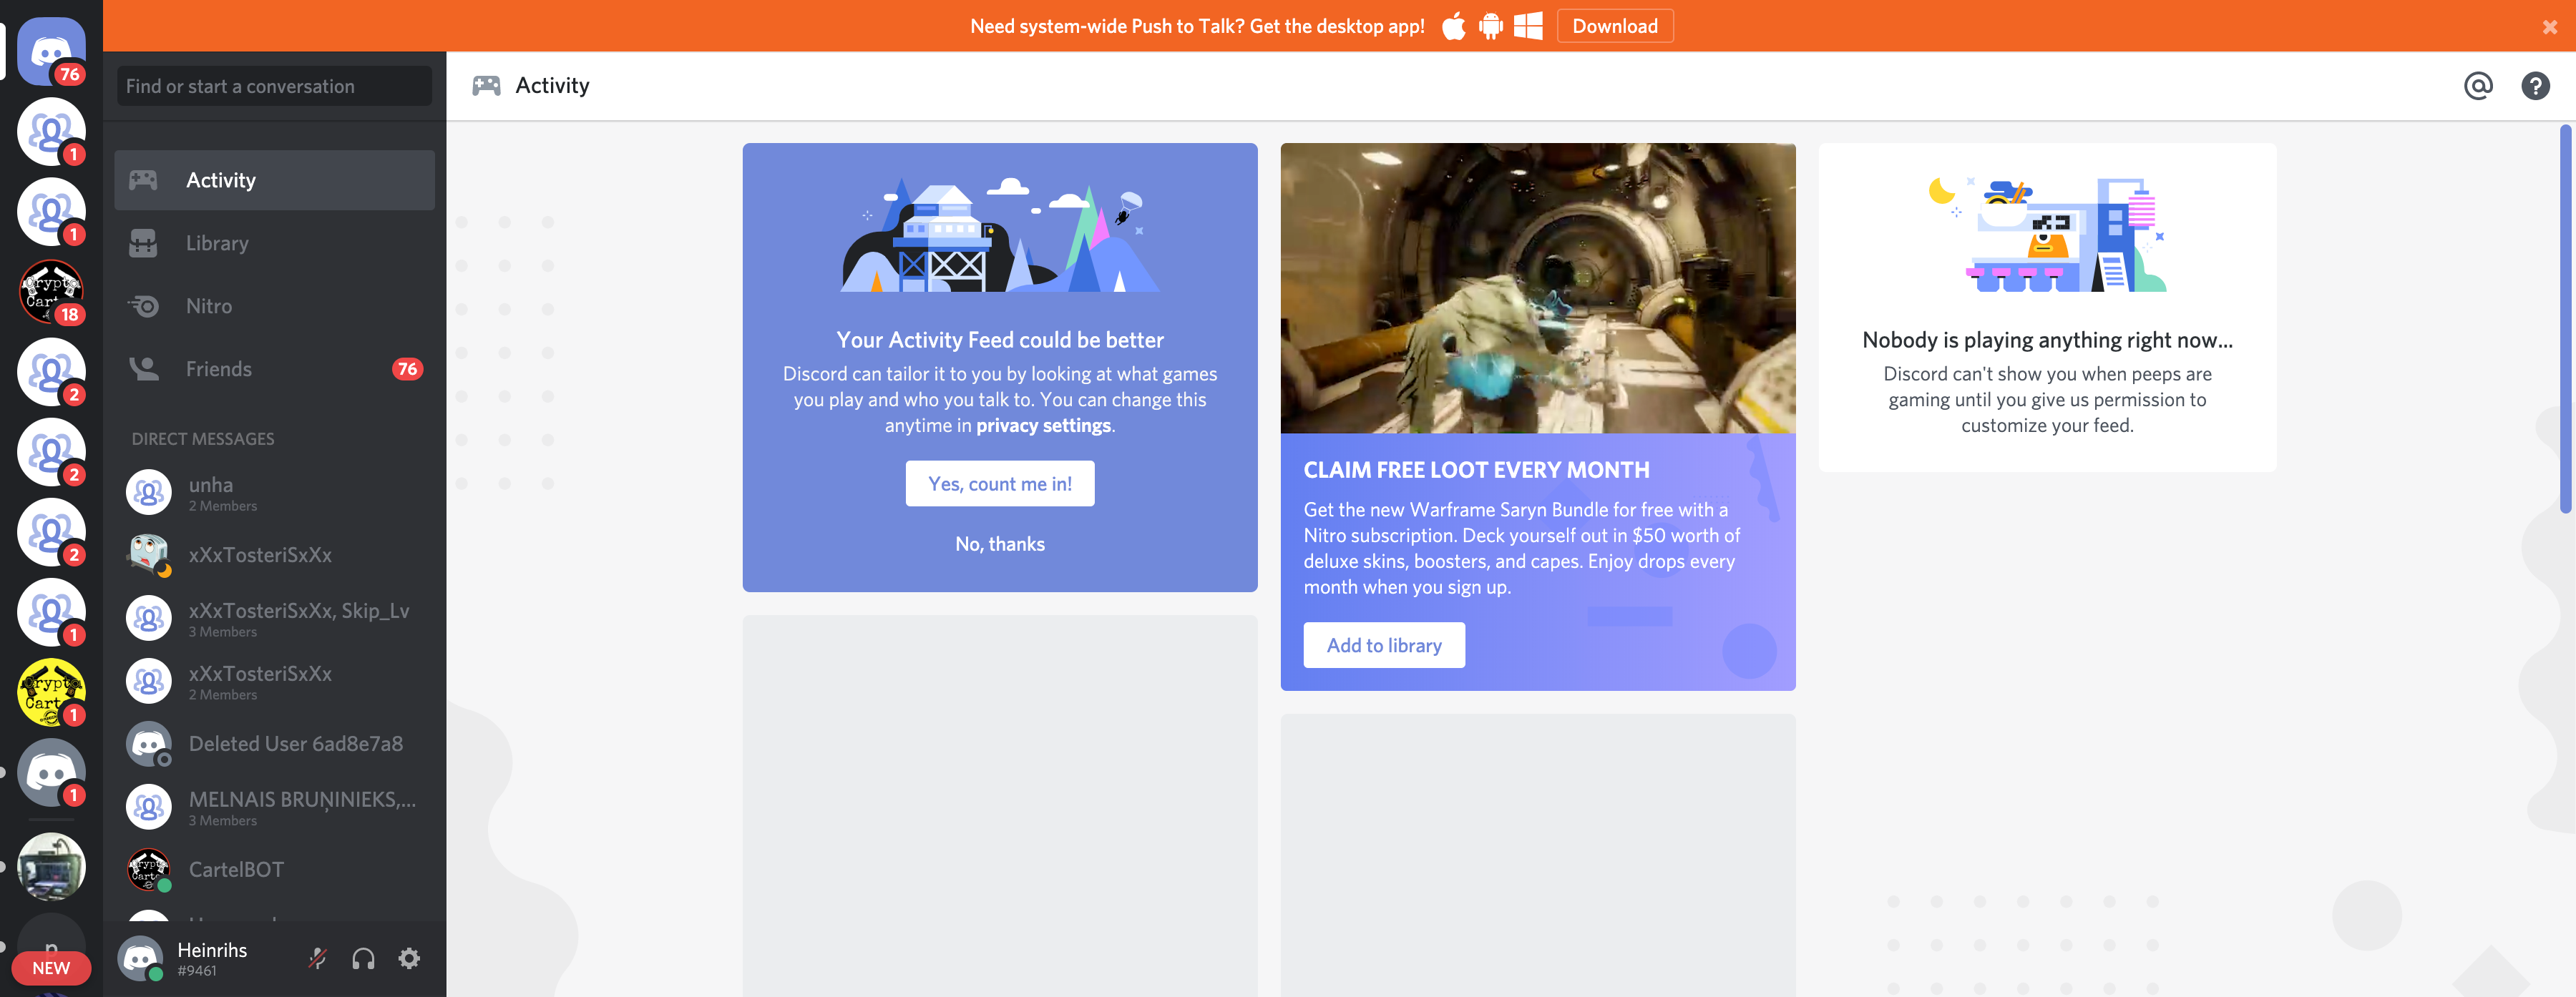 Need system-wide Push to Talk? Get the desktop app!
Download
76
1
1
rypt
Cart
18
2
2
2
1
rypt
Cart
1
1
NEW
Find or start a conversation
Activity
Library
Nitro
Friends
76
DIRECT MESSAGES
unha
2 Members
xXxTosteriSxXx
xXxTosteriSxXx, Skip_Lv
3 Members
xXxTosteriSxXx
2 Members
Deleted User 6ad8e7a8
MELNAIS BRUŅINIEKS,...
3 Members
CartelBOT
Heinrihs
#9461
Activity
Your Activity Feed could be better
Discord can tailor it to you by looking at what games
you play and who you talk to. You can change this
anytime in privacy settings.
Yes, count me in!
No, thanks
CLAIM FREE LOOT EVERY MONTH
Get the new Warframe Saryn Bundle for free with a
Nitro subscription. Deck yourself out in $50 worth of
deluxe skins, boosters, and capes. Enjoy drops every
month when you sign up.
Add to library
Nobody is playing anything right now...
Discord can't show you when peeps are
gaming until you give us permission to
customize your feed.